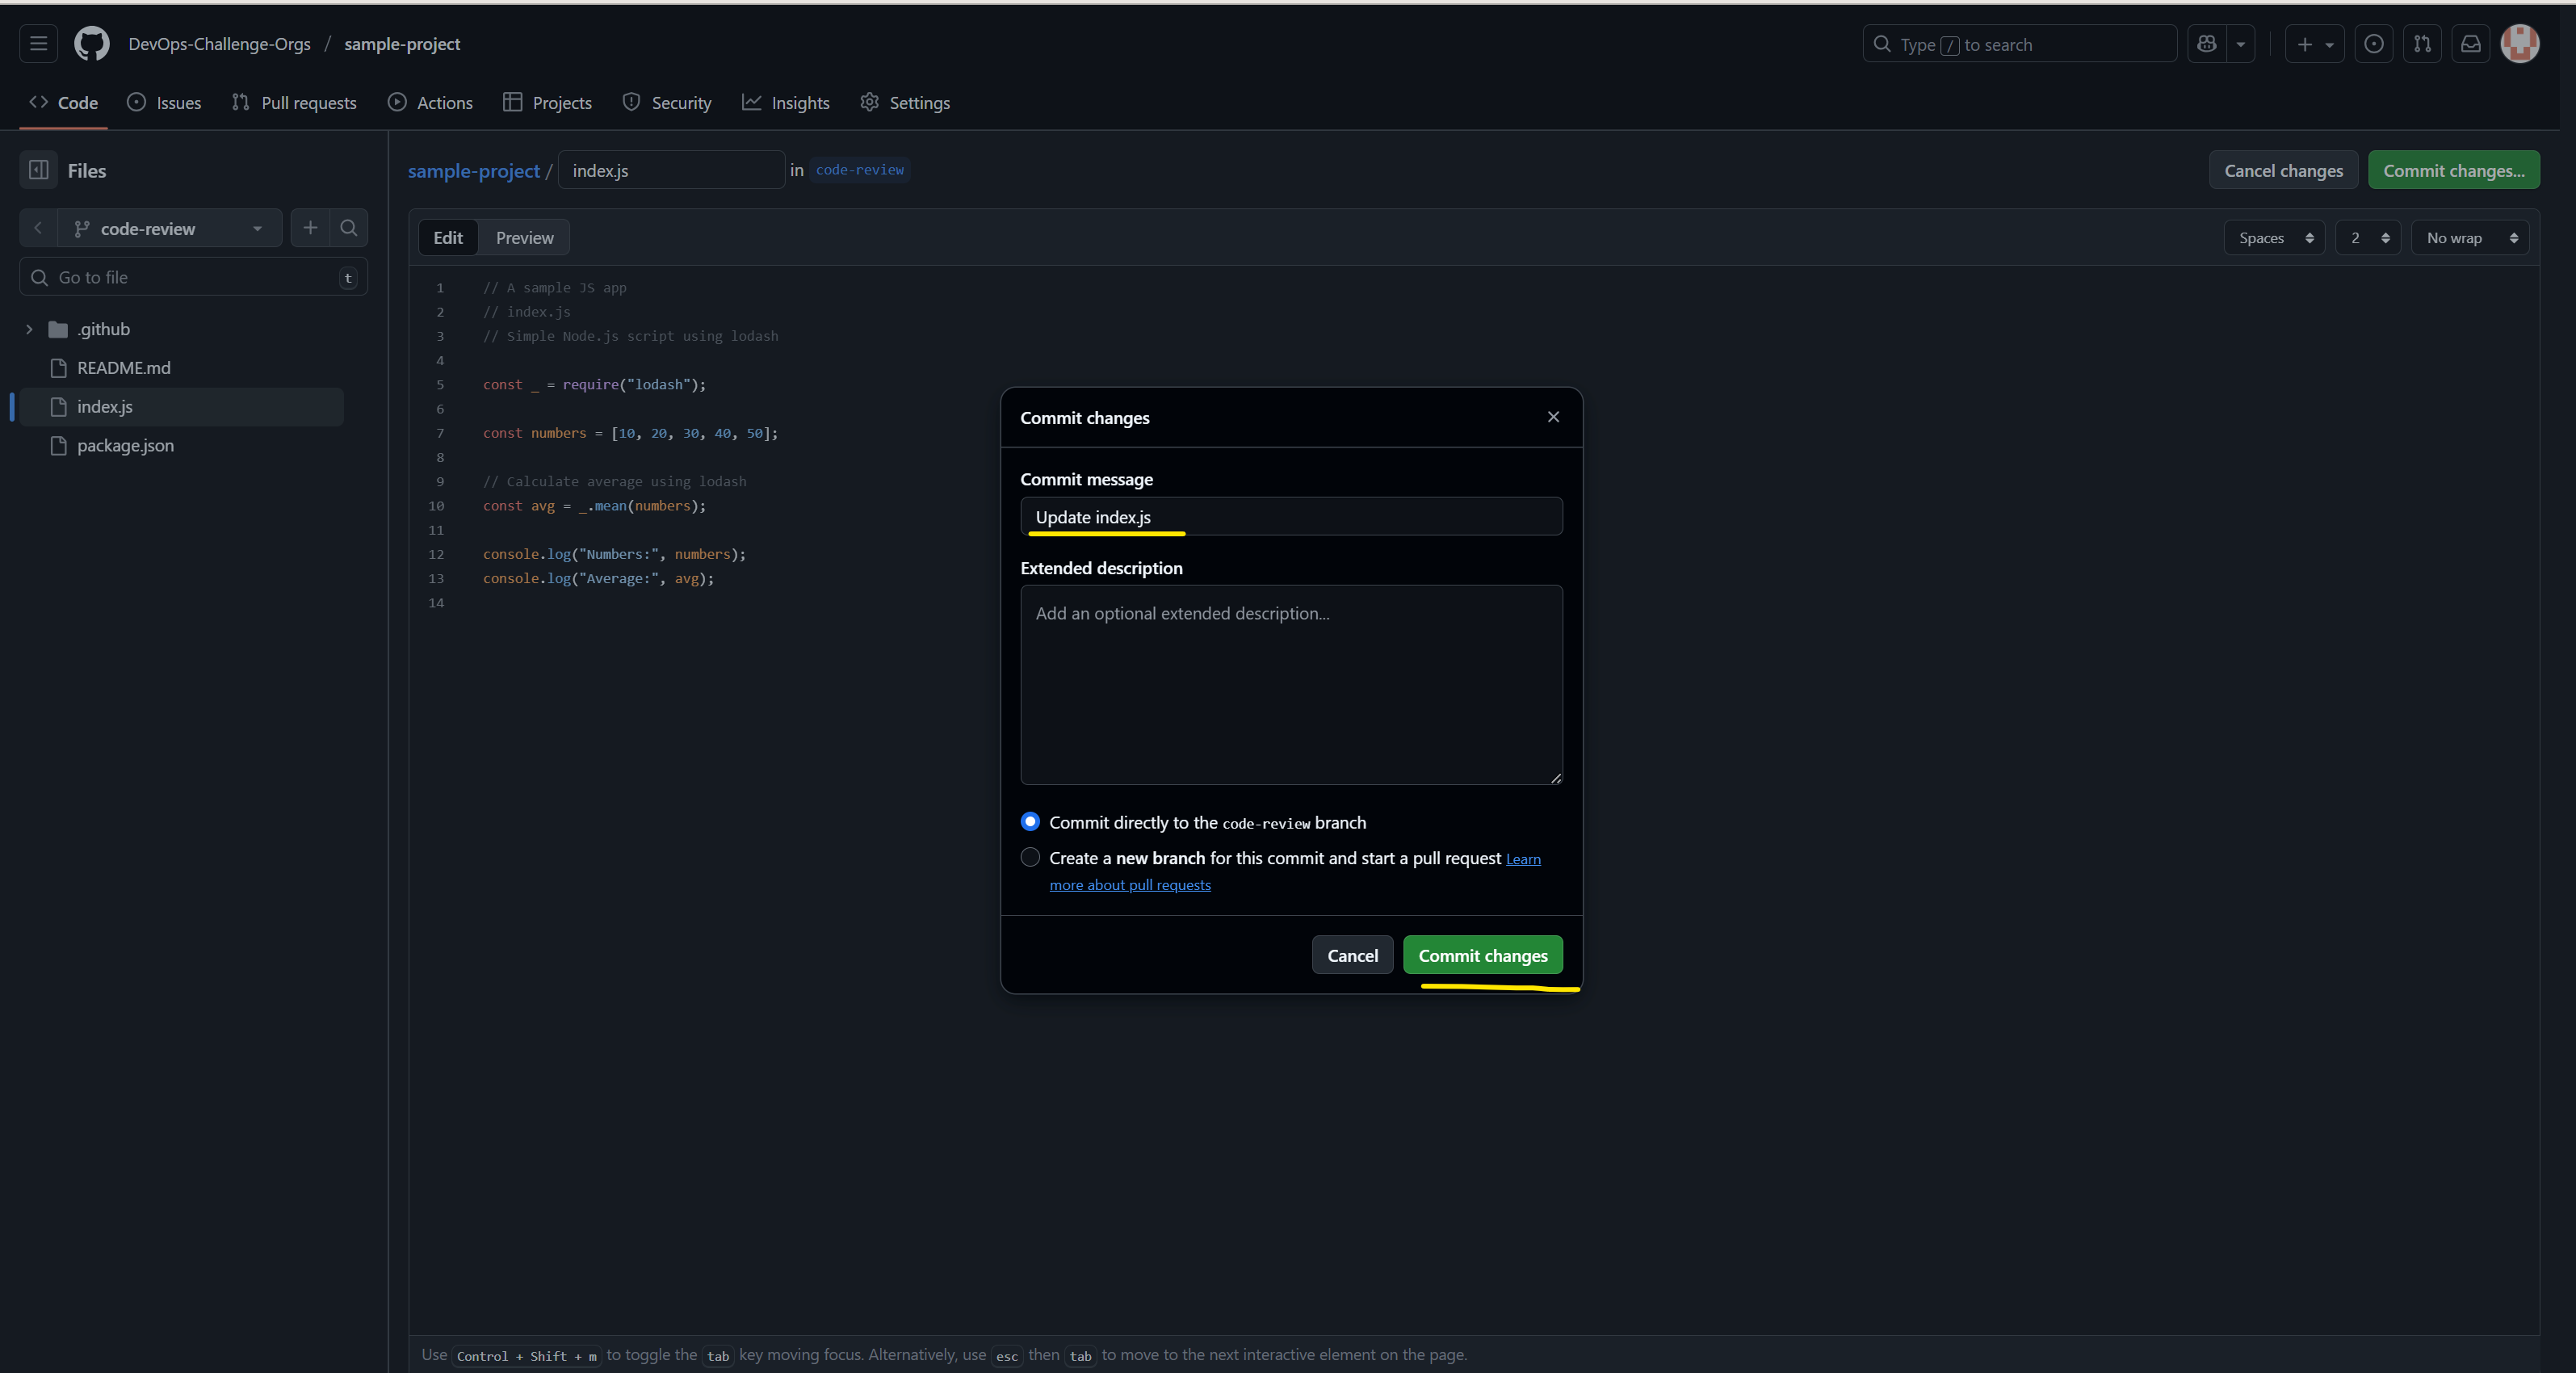 DevOps-Challenge-Orgs / sample-project
Type / to search
Code Issues Pull requests Actions Projects Security Insights Settings
Files
sample-project / index.js in code-review
Cancel changes Commit changes...
code-review
Edit Preview
Spaces 2 No wrap
Go to file t
.github
README.md
index.js
package.json
1 // A sample JS app
2 // index.js
3 // Simple Node.js script using lodash
4
5 const _ = require("lodash");
6
7 const numbers = [10, 20, 30, 40, 50];
8
9 // Calculate average using lodash
10 const avg = _.mean(numbers);
11
12 console.log("Numbers:", numbers);
13 console.log("Average:", avg);
14
Commit changes
Commit message
Update index.js
Extended description
Add an optional extended description...
Commit directly to the code-review branch
Create a new branch for this commit and start a pull request Learn
more about pull requests
Cancel Commit changes
Use Control + Shift + m to toggle the tab key moving focus. Alternatively, use esc then tab to move to the next interactive element on the page.